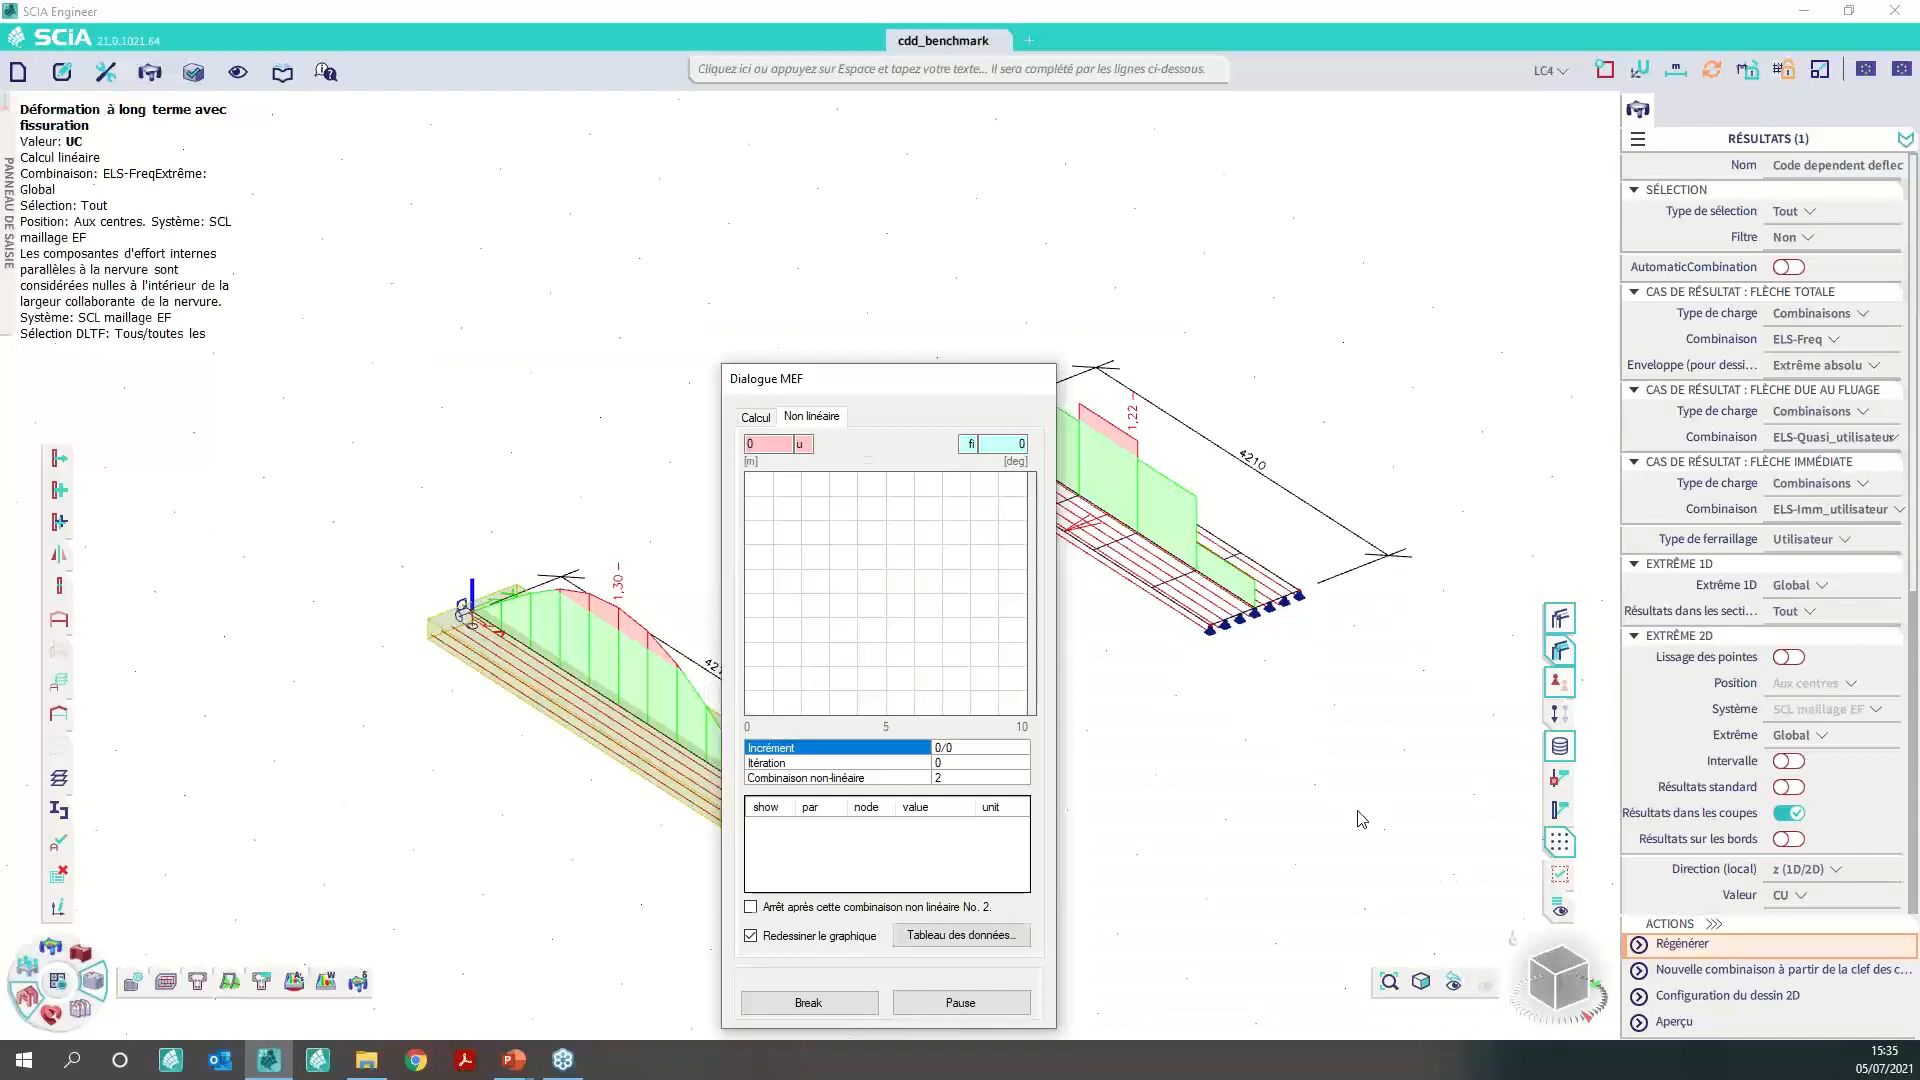 SCIA Engineer
SCiA 21.0.1021.64
cdd_benchmark
Cliquez ici ou appuyez sur Espace et tapez votre texte... Il sera complété par les lignes ci-dessous.
LC4
Déformation à long terme avec
fissuration
Valeur: UC
Calcul linéaire
Combinaison: ELS-FreqExtrême:
Global
Sélection: Tout
Position: Aux centres. Système: SCL
maillage EF
Les composantes d'effort internes
parallèles à la nervure sont
considérées nulles à l'intérieur de la
largeur collaborante de la nervure.
Système: SCL maillage EF
Sélection DLTF: Tous/toutes les
PANNEAU DE SAISIE
1,30
1,22
4210
Dialogue MEF
Calcul
Non linéaire
0 u
fi 0
[m]
[deg]
0 5 10
Incrément 0/0
Itération 0
Combinaison non-linéaire 2
show par node value unit
Arrêt après cette combinaison non linéaire No. 2.
Redessiner le graphique
Tableau des données...
Break
Pause
RÉSULTATS (1)
Nom Code dependent deflec
SÉLECTION
Type de sélection Tout
Filtre Non
AutomaticCombination
CAS DE RÉSULTAT : FLÈCHE TOTALE
Type de charge Combinaisons
Combinaison ELS-Freq
Enveloppe (pour dessi... Extrême absolu
CAS DE RÉSULTAT : FLÈCHE DUE AU FLUAGE
Type de charge Combinaisons
Combinaison ELS-Quasi_utilisateur
CAS DE RÉSULTAT : FLÈCHE IMMÉDIATE
Type de charge Combinaisons
Combinaison ELS-Imm_utilisateur
Type de ferraillage Utilisateur
EXTRÊME 1D
Extrême 1D Global
Résultats dans les secti... Tout
EXTRÊME 2D
Lissage des pointes
Position Aux centres
Système SCL maillage EF
Extrême Global
Intervalle
Résultats standard
Résultats dans les coupes
Résultats sur les bords
Direction (local) z (1D/2D)
Valeur CU
ACTIONS >>>
Régénérer
Nouvelle combinaison à partir de la clef des c...
Configuration du dessin 2D
Aperçu
15:35
05/07/2021